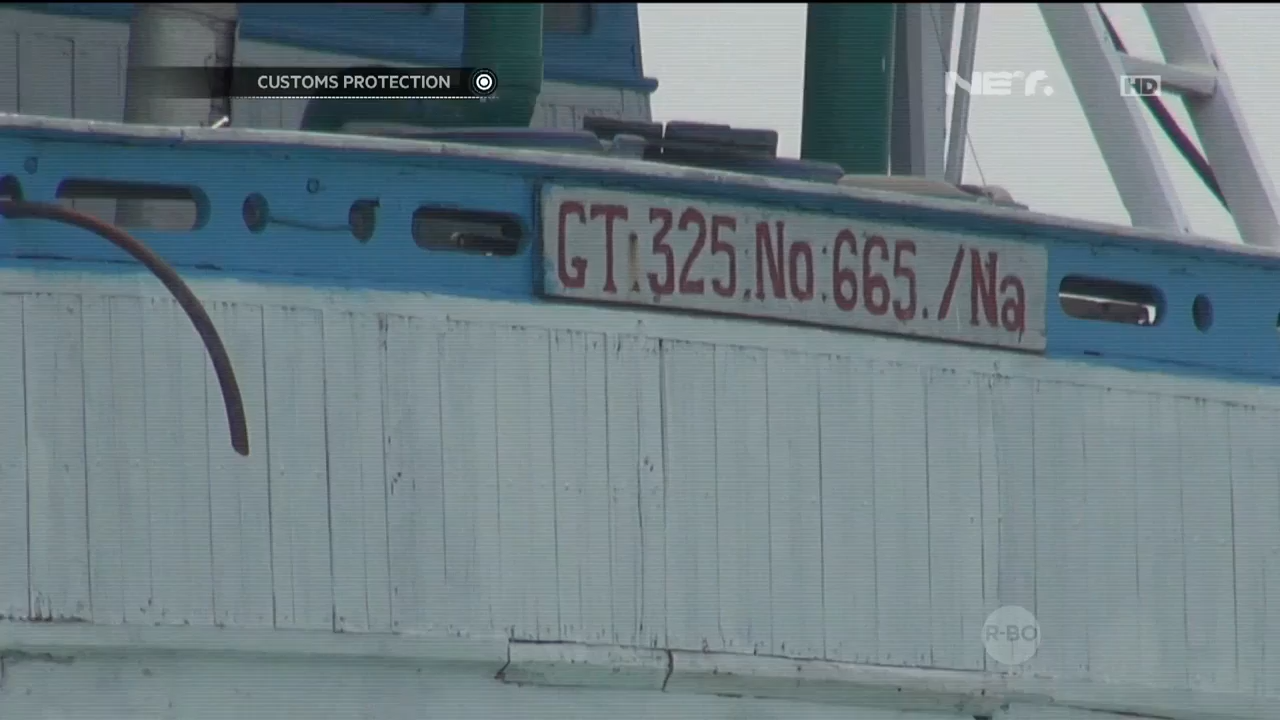 CUSTOMS PROTECTION
NET.
HD
GT:325.No:665./Na
R-BO